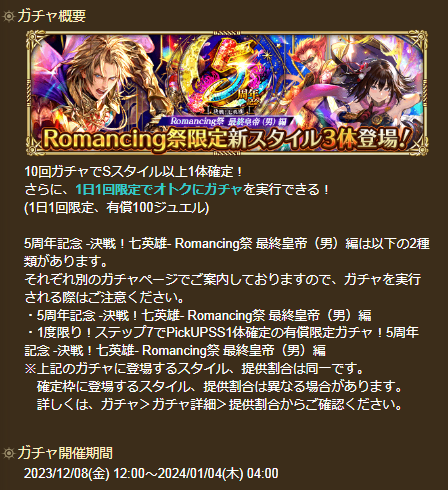 ガチャ概要
5周年
決戦！七英雄
Romancing祭 最終皇帝（男）編
Romancing祭限定新スタイル3体登場！
10回ガチャでSスタイル以上1体確定！
さらに、1日1回限定でオトクにガチャを実行できる！
(1日1回限定、有償100ジュエル)
5周年記念 -決戦！七英雄- Romancing祭 最終皇帝（男）編は以下の2種
類があります。
それぞれ別のガチャページでご案内しておりますので、ガチャを実行
される際はご注意ください。
・5周年記念 -決戦！七英雄- Romancing祭 最終皇帝（男）編
・1度限り！ステップ7でPickUPSS1体確定の有償限定ガチャ！5周年
記念 -決戦！七英雄- Romancing祭 最終皇帝（男）編
※上記のガチャに登場するスタイル、提供割合は同一です。
確定枠に登場するスタイル、提供割合は異なる場合があります。
詳しくは、ガチャ＞ガチャ詳細＞提供割合からご確認ください。
ガチャ開催期間
2023/12/08(金) 12:00～2024/01/04(木) 04:00